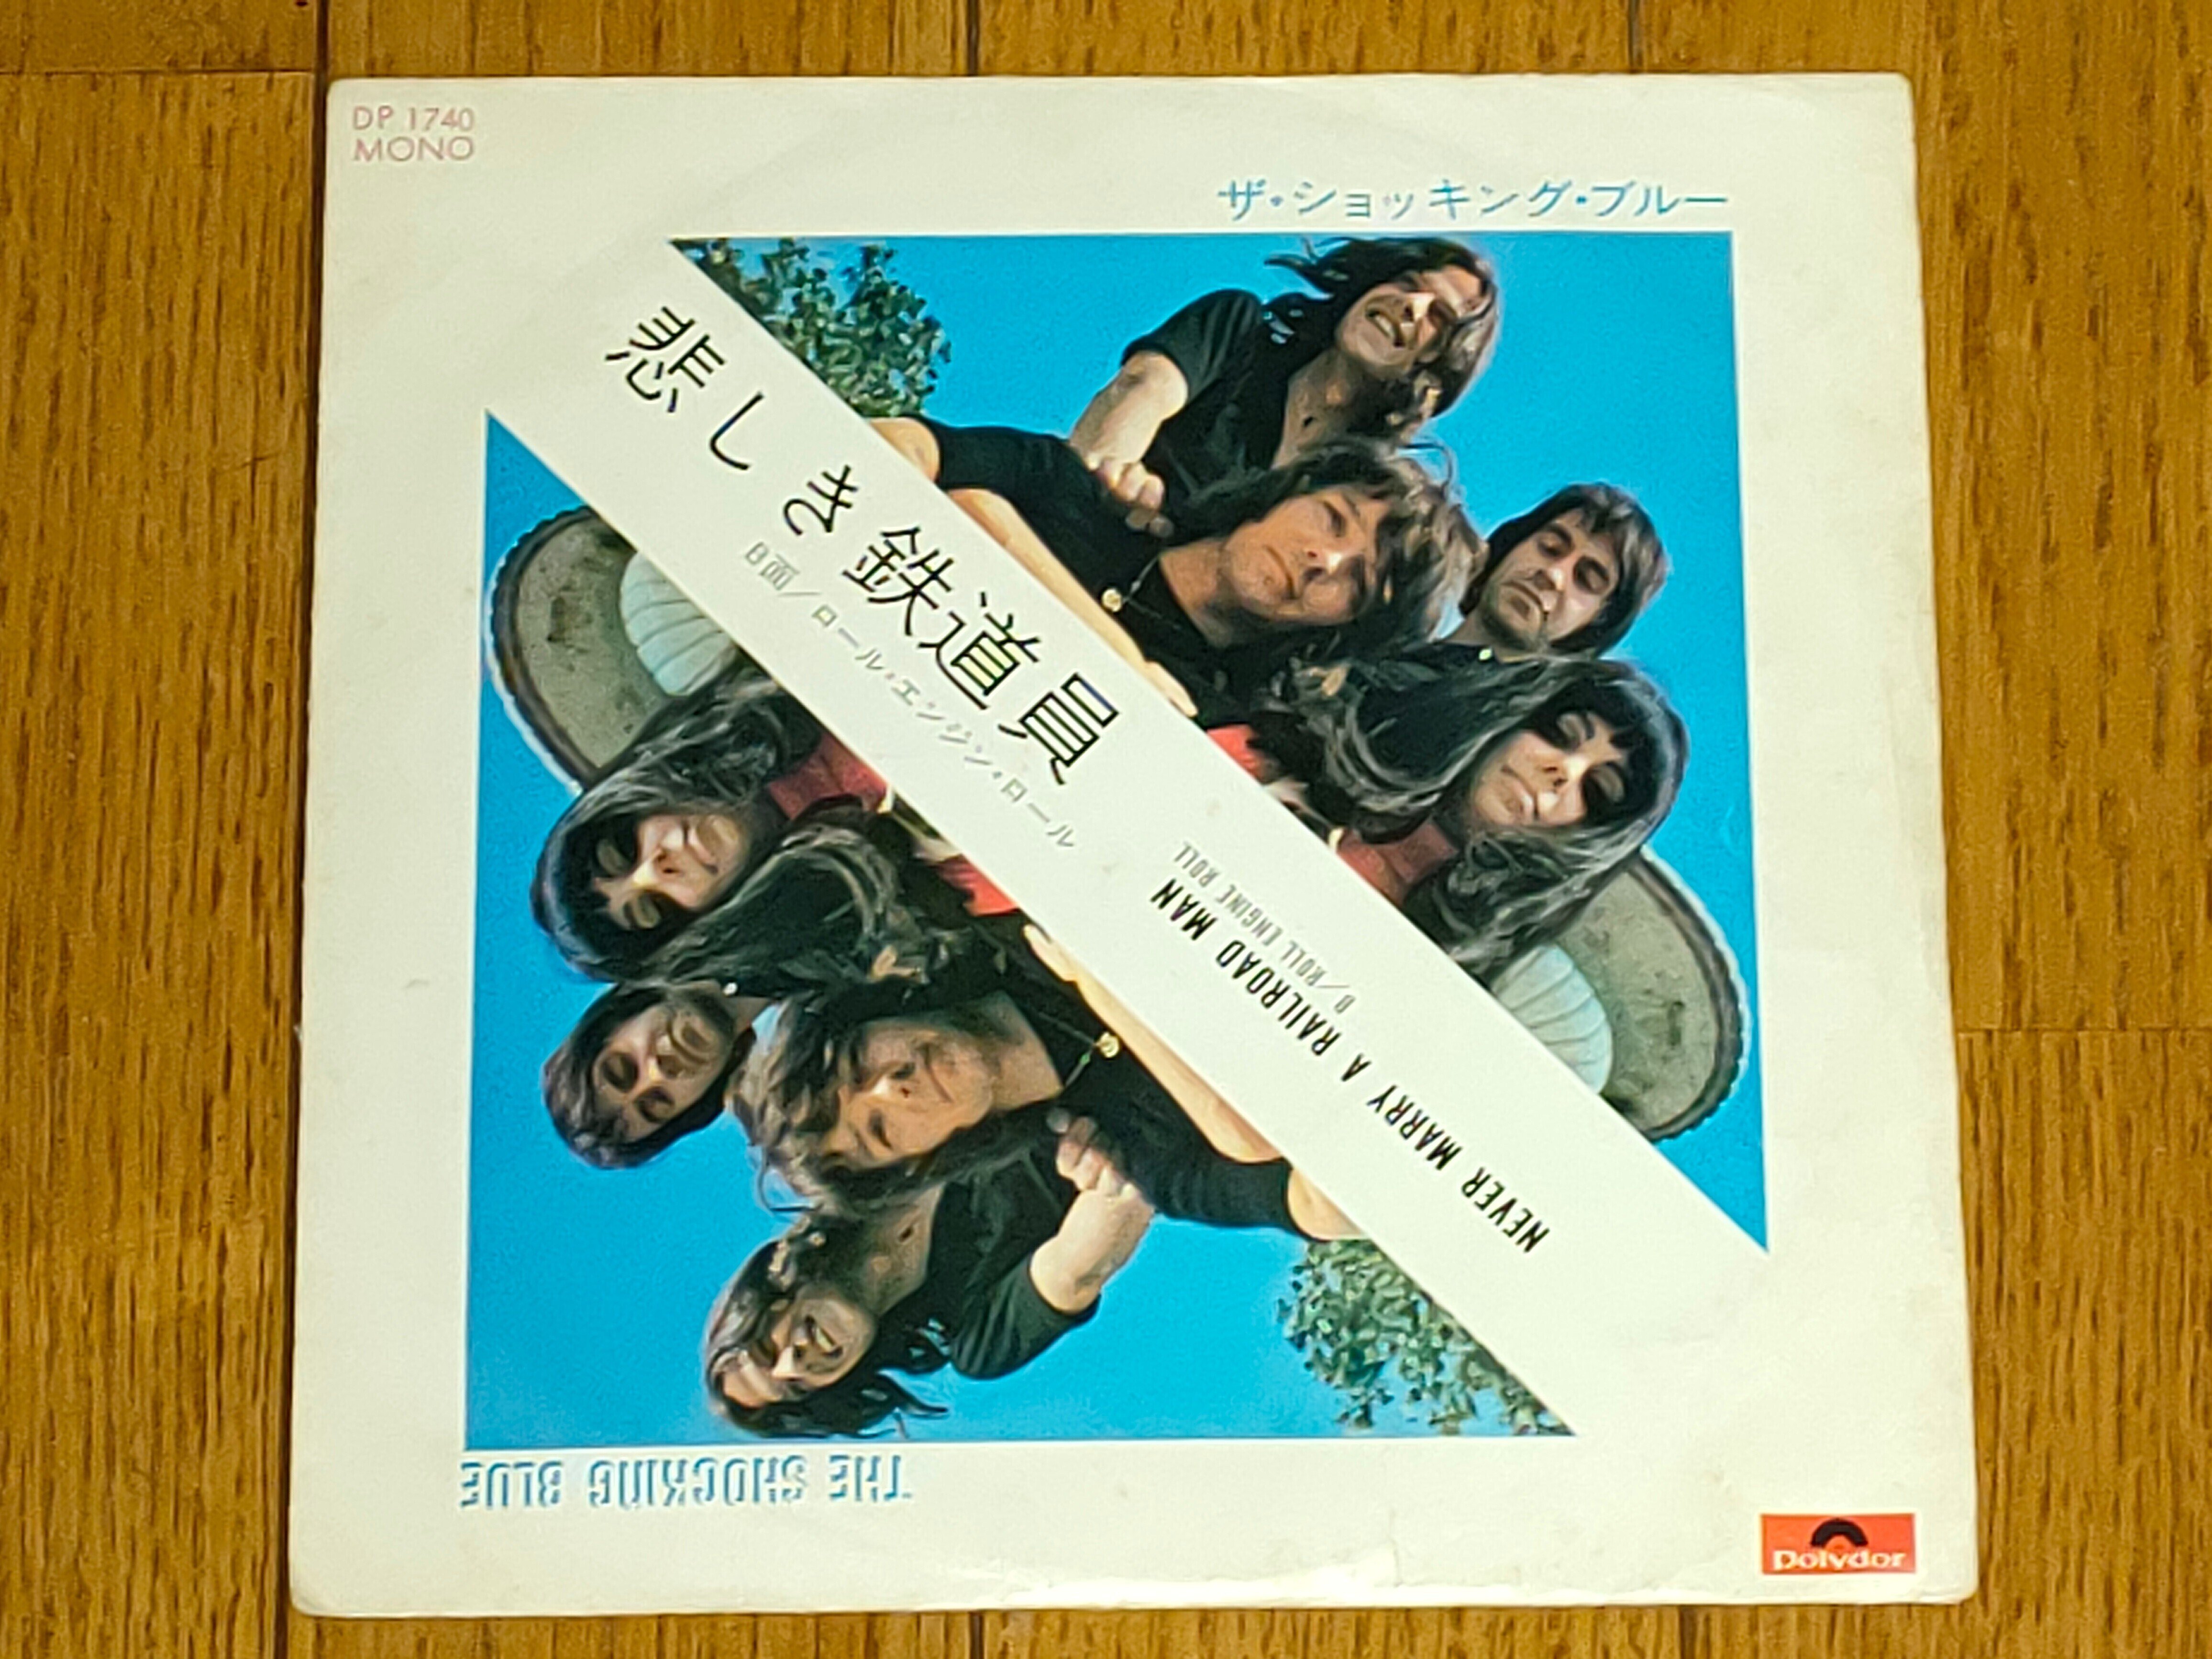 DP 1740
MONO
ザ・ショッキング・ブルー
悲しき鉄道員
B面/ロール・エンジン・ロール
NEVER MARRY A RAILROAD MAN
B/ROLL ENGINE ROLL
THE SHOCKING BLUE
Polydor